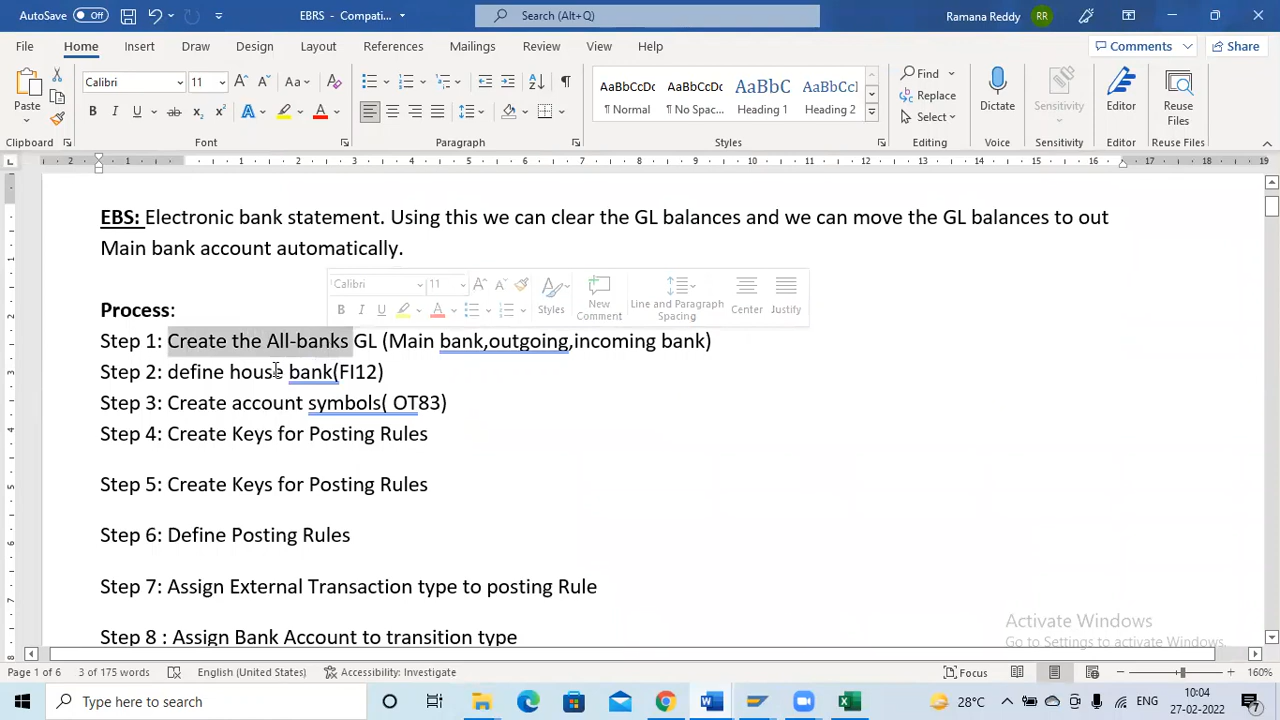 EBS - Compatibili...
Search (Alt+Q)
Ramana Reddy RR
File Home Insert Draw Design Layout References Mailings Review View Help Comments Share
Calibri 11
Paste
Clipboard Font Paragraph Styles Editing Voice Sensitivity Editor Reuse Files
AaBbCcDc AaBbCcDc AaBbC AaBbCcl
¶ Normal ¶ No Spac... Heading 1 Heading 2
Find
Replace
Select
Dictate Sensitivity Editor Reuse Files
EBS: Electronic bank statement. Using this we can clear the GL balances and we can move the GL balances to out
Main bank account automatically.
Calibri 11
Styles New Comment Line and Paragraph Spacing Center Justify
Process:
Step 1: Create the All-banks GL (Main bank,outgoing,incoming bank)
Step 2: define house bank(FI12)
Step 3: Create account symbols( OT83)
Step 4: Create Keys for Posting Rules
Step 5: Create Keys for Posting Rules
Step 6: Define Posting Rules
Step 7: Assign External Transaction type to posting Rule
Step 8 : Assign Bank Account to transition type
Activate Windows
Go to Settings to activate Windows.
Page 1 of 6 3 of 175 words English (United States) Focus 160%
Type here to search
28°C ENG 10:04
27-02-2022